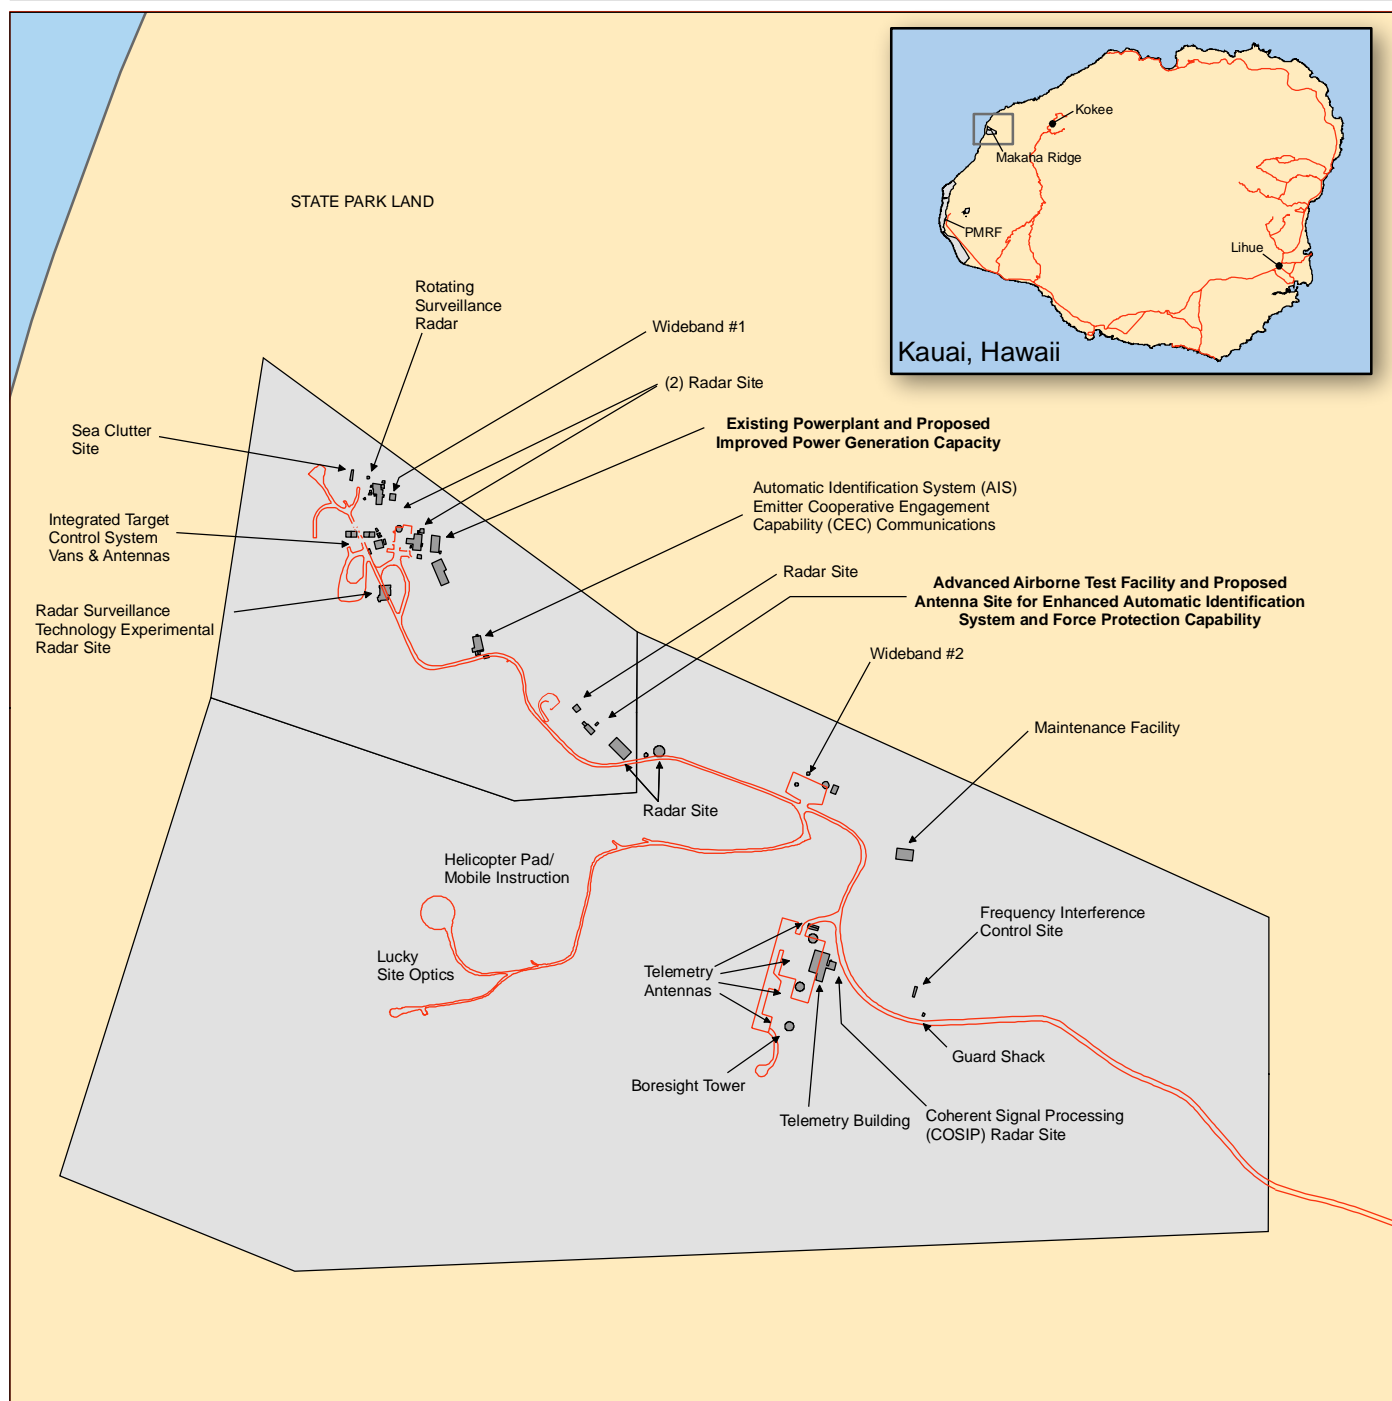 Kokee
Makaha Ridge
PMRF
Lihue
Kauai, Hawaii
STATE PARK LAND
Rotating
Surveillance
Radar
Wideband #1
(2) Radar Site
Existing Powerplant and Proposed
Improved Power Generation Capacity
Sea Clutter
Site
Automatic Identification System (AIS)
Emitter Cooperative Engagement
Capability (CEC) Communications
Integrated Target
Control System
Vans & Antennas
Radar Site
Advanced Airborne Test Facility and Proposed
Antenna Site for Enhanced Automatic Identification
System and Force Protection Capability
Radar Surveillance
Technology Experimental
Radar Site
Wideband #2
Maintenance Facility
Radar Site
Helicopter Pad/
Mobile Instruction
Frequency Interference
Control Site
Lucky
Site Optics
Telemetry
Antennas
Guard Shack
Boresight Tower
Telemetry Building
Coherent Signal Processing
(COSIP) Radar Site